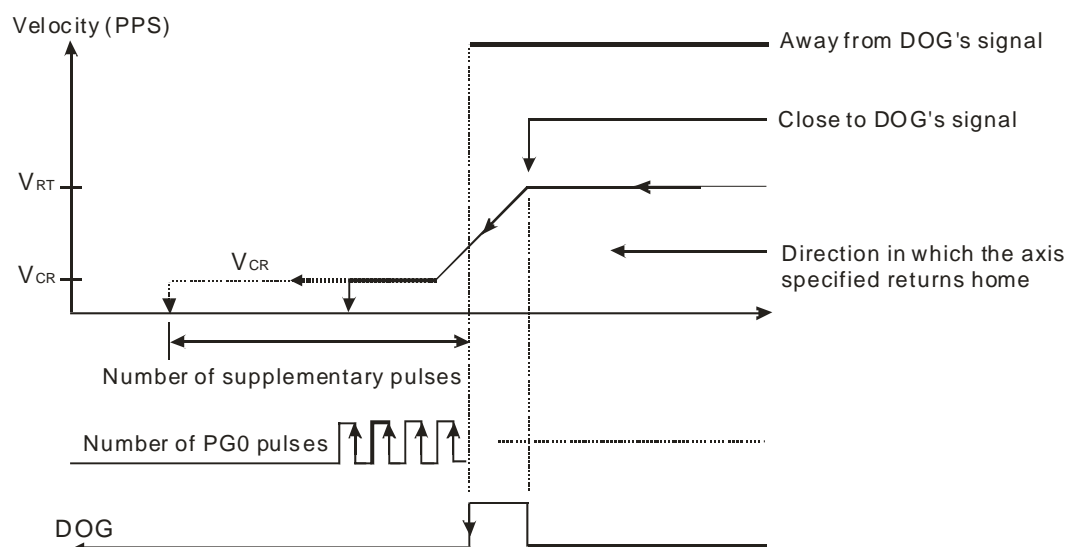 Velocity (PPS)
Away from DOG's signal
Close to DOG's signal
VRT
Direction in which the axis
specified returns home
VCR
VCR
Number of supplementary pulses
Number of PG0 pulses
DOG